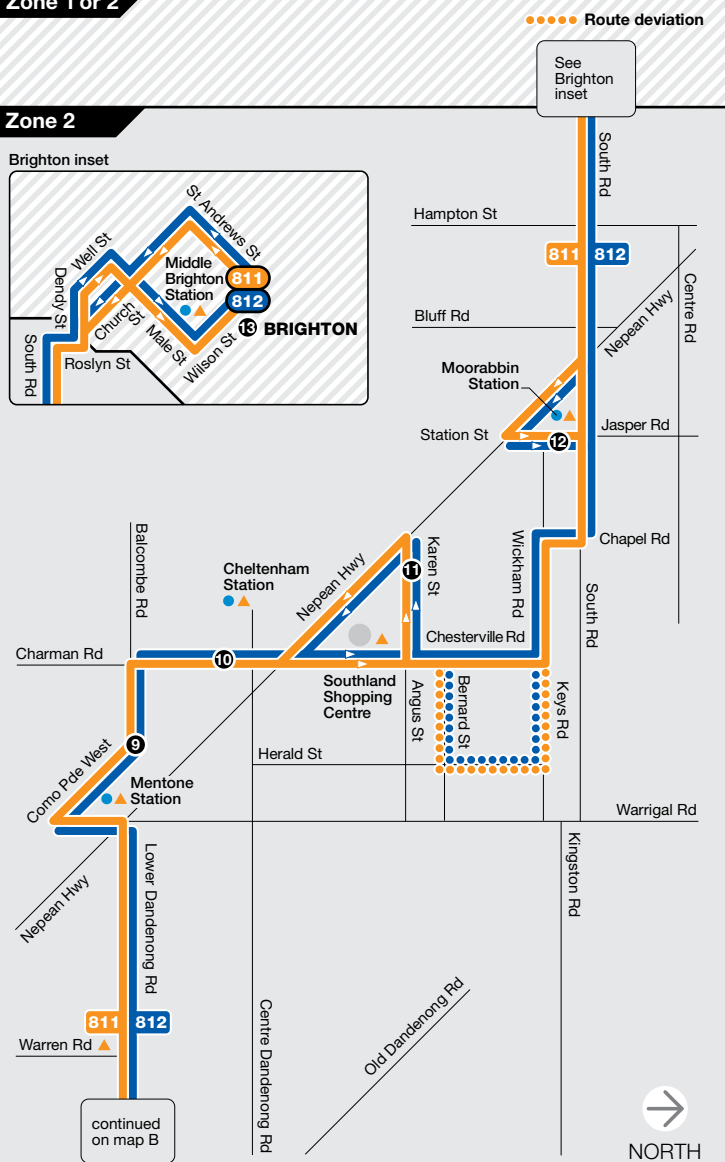 Zone 1 or 2
Route deviation
See
Brighton
inset
Zone 2
Brighton inset
St Andrews St
Well St
Middle
Brighton
Station
811
812
Dendy St
Church St
Male St
Wilson St
13 BRIGHTON
South Rd
Roslyn St
South Rd
Hampton St
811 812
Centre Rd
Nepean Hwy
Bluff Rd
Moorabbin
Station
Station St
12
Jasper Rd
Balcombe Rd
Cheltenham
Station
Nepean Hwy
11
Karen St
Wickham Rd
Chapel Rd
South Rd
Chesterville Rd
Charman Rd
10
Southland
Shopping
Centre
Angus St
Bernard St
Keys Rd
9
Herald St
Como Pde West
Mentone
Station
Warrigal Rd
Nepean Hwy
Lower Dandenong Rd
Kingston Rd
Old Dandenong Rd
Centre Dandenong Rd
811 812
Warren Rd
continued
on map B
NORTH